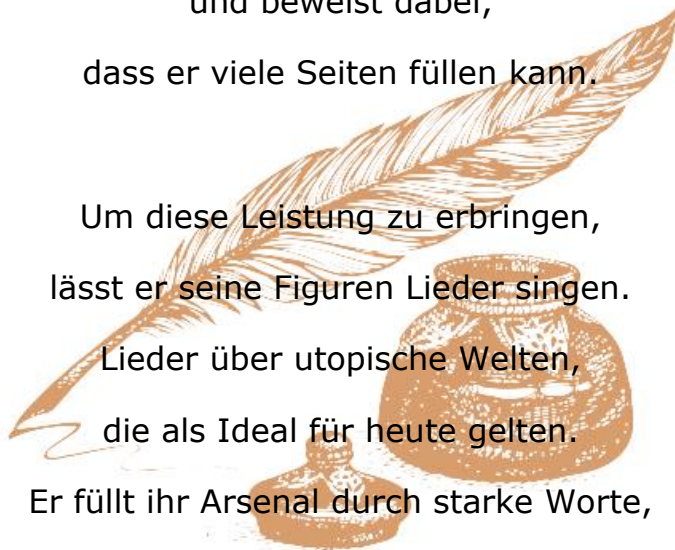 und beweist dabei,
dass er viele Seiten füllen kann.
Um diese Leistung zu erbringen,
lässt er seine Figuren Lieder singen.
Lieder über utopische Welten,
die als Ideal für heute gelten.
Er füllt ihr Arsenal durch starke Worte,